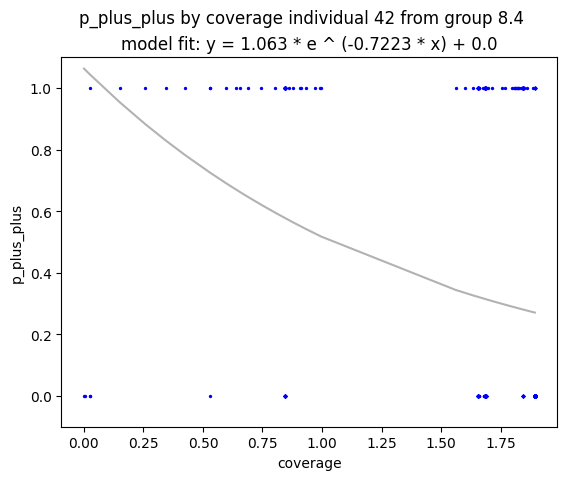 p_plus_plus by coverage individual 42 from group 8.4
model fit: y = 1.063 * e ^ (-0.7223 * x) + 0.0
1.0
0.8
0.6
0.4
0.2
0.0
p_plus_plus
0.00 0.25 0.50 0.75 1.00 1.25 1.50 1.75
coverage